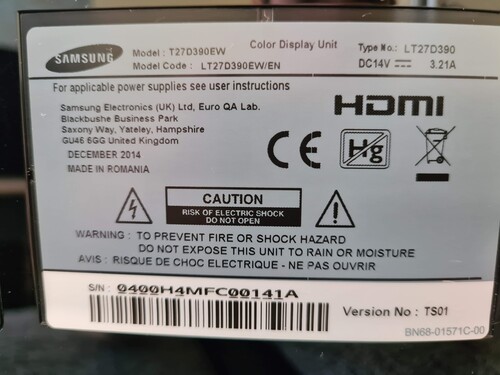 SAMSUNG
Model : T27D390EW Color Display Unit Type No.: LT27D390
Model Code : LT27D390EW/EN DC14V 3.21A
For applicable power supplies see user instructions
Samsung Electronics (UK) Ltd, Euro QA Lab.
Blackbushe Business Park
Saxony Way, Yateley, Hampshire
GU46 6GG United Kingdom
DECEMBER 2014
MADE IN ROMANIA
HDMI
CE
Hg
CAUTION
RISK OF ELECTRIC SHOCK
DO NOT OPEN
WARNING : TO PREVENT FIRE OR SHOCK HAZARD
DO NOT EXPOSE THIS UNIT TO RAIN OR MOISTURE
AVIS : RISQUE DE CHOC ELECTRIQUE - NE PAS OUVRIR
S/N : 0400H4MFC00141A
Version No : TS01
BN68-01571C-00